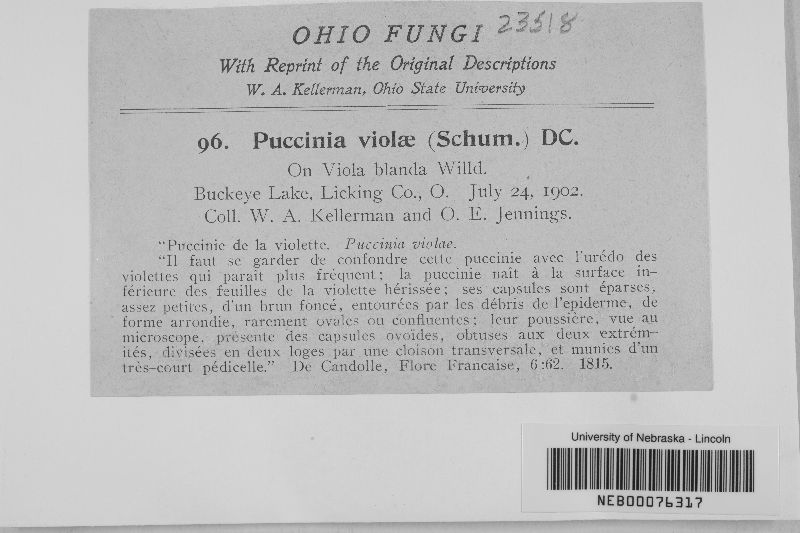 OHIO FUNGI 23518
With Reprint of the Original Descriptions
W. A. Kellerman, Ohio State University
96. Puccinia violæ (Schum.) DC.
On Viola blanda Willd.
Buckeye Lake, Licking Co., O. July 24, 1902.
Coll. W. A. Kellerman and O. E. Jennings.
“Puccinie de la violette. Puccinia violae.
“Il faut se garder de confondre cette puccinie avec l'urédo des
violettes qui parait plus fréquent; la puccinie nait à la surface in-
férieure des feuilles de la violette hérissée; ses capsules sont éparses,
assez petites, d'un brun foncé, entourées par les débris de l'epiderme, de
forme arrondie, rarement ovales ou confluentes; leur poussière, vue au
microscope, présente des capsules ovoïdes, obtuses aux deux extrém-
ités, divisées en deux loges par une cloison transversale, et munies d'un
très-court pédicelle.” De Candolle, Flore Francaise, 6:62. 1815.
University of Nebraska - Lincoln
NEB00076317